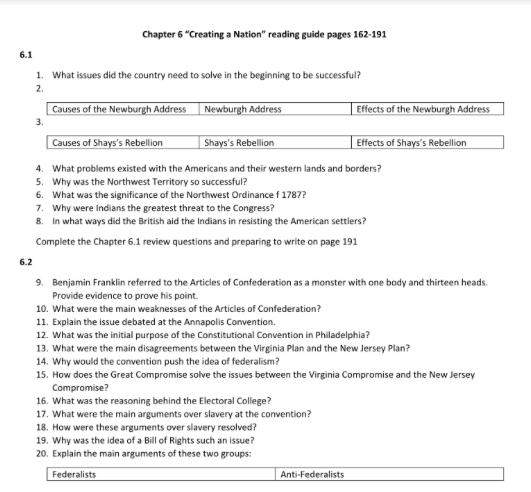 Chapter 6 "Creating a Nation" reading guide pages 162-191
6.1
1. What issues did the country need to solve in the beginning to be successful?
2.
Causes of the Newburgh Address Newburgh Address Effects of the Newburgh Address
3.
Causes of Shays's Rebellion Shays's Rebellion Effects of Shays's Rebellion
4. What problems existed with the Americans and their western lands and borders?
5. Why was the Northwest Territory so successful?
6. What was the significance of the Northwest Ordinance f 1787?
7. Why were Indians the greatest threat to the Congress?
8. In what ways did the British aid the Indians in resisting the American settlers?
Complete the Chapter 6.1 review questions and preparing to write on page 191
6.2
9. Benjamin Franklin referred to the Articles of Confederation as a monster with one body and thirteen heads.
Provide evidence to prove his point.
10. What were the main weaknesses of the Articles of Confederation?
11. Explain the issue debated at the Annapolis Convention.
12. What was the initial purpose of the Constitutional Convention in Philadelphia?
13. What were the main disagreements between the Virginia Plan and the New Jersey Plan?
14. Why would the convention push the idea of federalism?
15. How does the Great Compromise solve the issues between the Virginia Compromise and the New Jersey
Compromise?
16. What was the reasoning behind the Electoral College?
17. What were the main arguments over slavery at the convention?
18. How were these arguments over slavery resolved?
19. Why was the idea of a Bill of Rights such an issue?
20. Explain the main arguments of these two groups:
Federalists Anti-Federalists